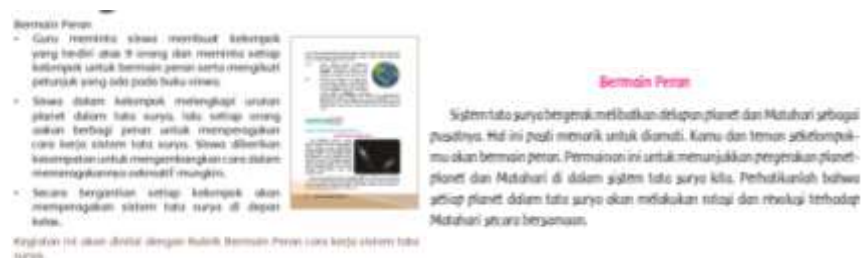 Bermain Peran
• Guru meminta siswa membuat kelompok
yang terdiri atas 9 orang dan meminta setiap
kelompok untuk bermain peran serta mengikuti
petunjuk yang ada pada buku siswa.
• Siswa dalam kelompok melengkapi urutan
planet dalam tata surya, lalu setiap orang
akan berbagi peran untuk memperagakan
cara kerja sistem tata surya. Siswa diberikan
kesempatan untuk mengembangkan cara dalam
memeragakannya sekreatif mungkin.
• Secara bergantian setiap kelompok akan
memperagakan sistem tata surya di depan
kelas.
Kegiatan ini akan dinilai dengan Rubrik Bermain Peran cara kerja sistem tata
surya.
Bermain Peran
Sistem tata surya bergerak melibatkan delapan planet dan Matahari sebagai
pusatnya. Hal ini pasti menarik untuk diamati. Kamu dan teman sekelompok-
mu akan bermain peran. Permainan ini untuk menunjukkan pergerakan planet-
planet dan Matahari di dalam sistem tata surya kita. Perhatikanlah bahwa
setiap planet dalam tata surya akan melakukan rotasi dan revolusi terhadap
Matahari secara bersamaan.